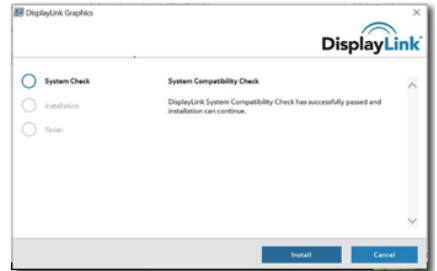 DisplayLink Graphics
DisplayLink
System Check
System Compatibility Check
DisplayLink System Compatibility Check has successfully passed and
installation can continue.
Installation
Finish
Install
Cancel